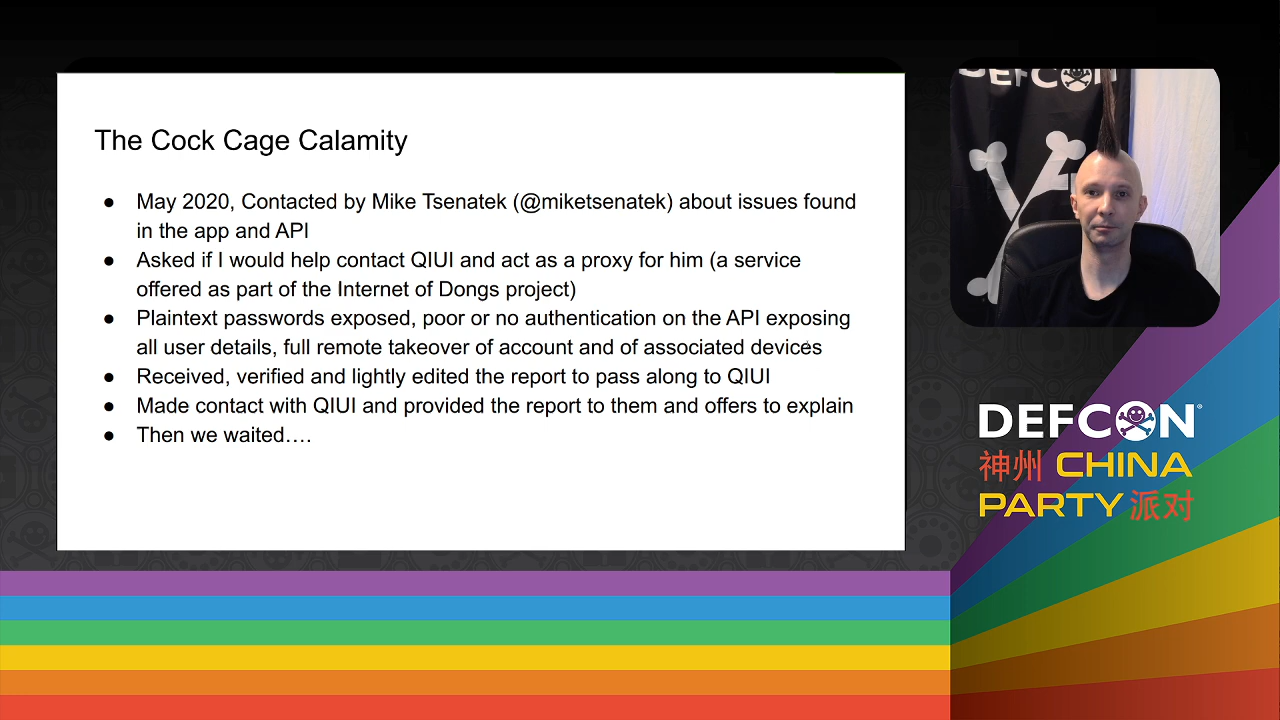 The Cock Cage Calamity
● May 2020, Contacted by Mike Tsenatek (@miketsenatek) about issues found
in the app and API
● Asked if I would help contact QIUI and act as a proxy for him (a service
offered as part of the Internet of Dongs project)
● Plaintext passwords exposed, poor or no authentication on the API exposing
all user details, full remote takeover of account and of associated devices
● Received, verified and lightly edited the report to pass along to QIUI
● Made contact with QIUI and provided the report to them and offers to explain
● Then we waited….
DEFCON
DEFCON®
神州 CHINA
PARTY 派对